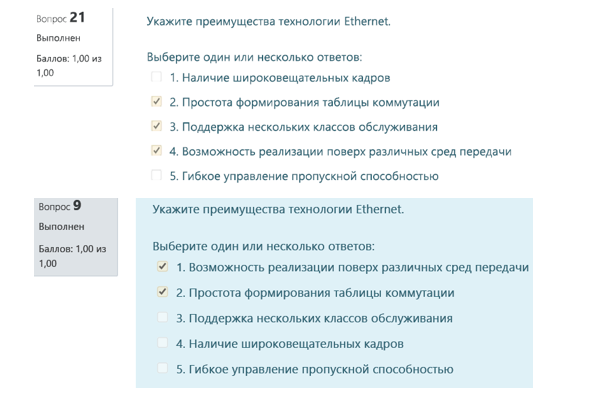 Вопрос 21
Выполнен
Баллов: 1,00 из
1,00
Укажите преимущества технологии Ethernet.
Выберите один или несколько ответов:
1. Наличие широковещательных кадров
2. Простота формирования таблицы коммутации
3. Поддержка нескольких классов обслуживания
4. Возможность реализации поверх различных сред передачи
5. Гибкое управление пропускной способностью
Вопрос 9
Выполнен
Баллов: 1,00 из
1,00
Укажите преимущества технологии Ethernet.
Выберите один или несколько ответов:
1. Возможность реализации поверх различных сред передачи
2. Простота формирования таблицы коммутации
3. Поддержка нескольких классов обслуживания
4. Наличие широковещательных кадров
5. Гибкое управление пропускной способностью